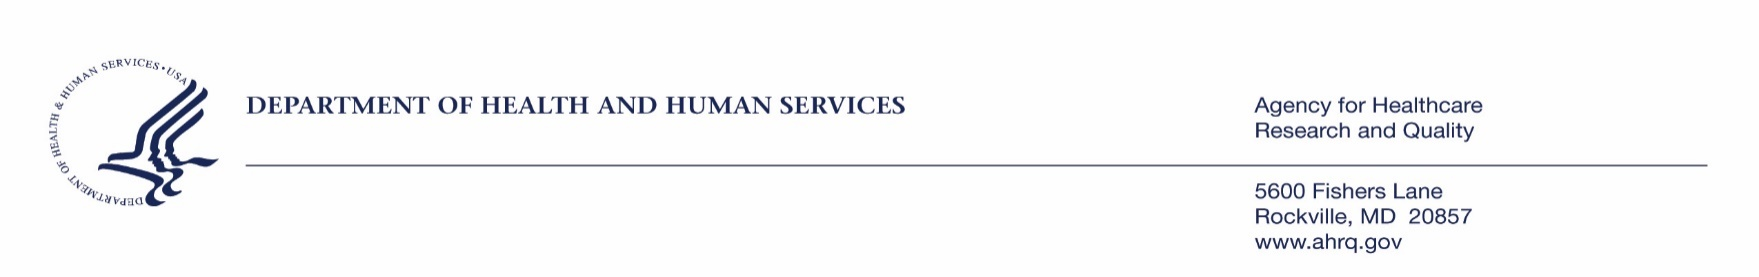 DEPARTMENT OF HEALTH & HUMAN SERVICES • USA
DEPARTMENT OF HEALTH AND HUMAN SERVICES
Agency for Healthcare
Research and Quality
5600 Fishers Lane
Rockville, MD  20857
www.ahrq.gov